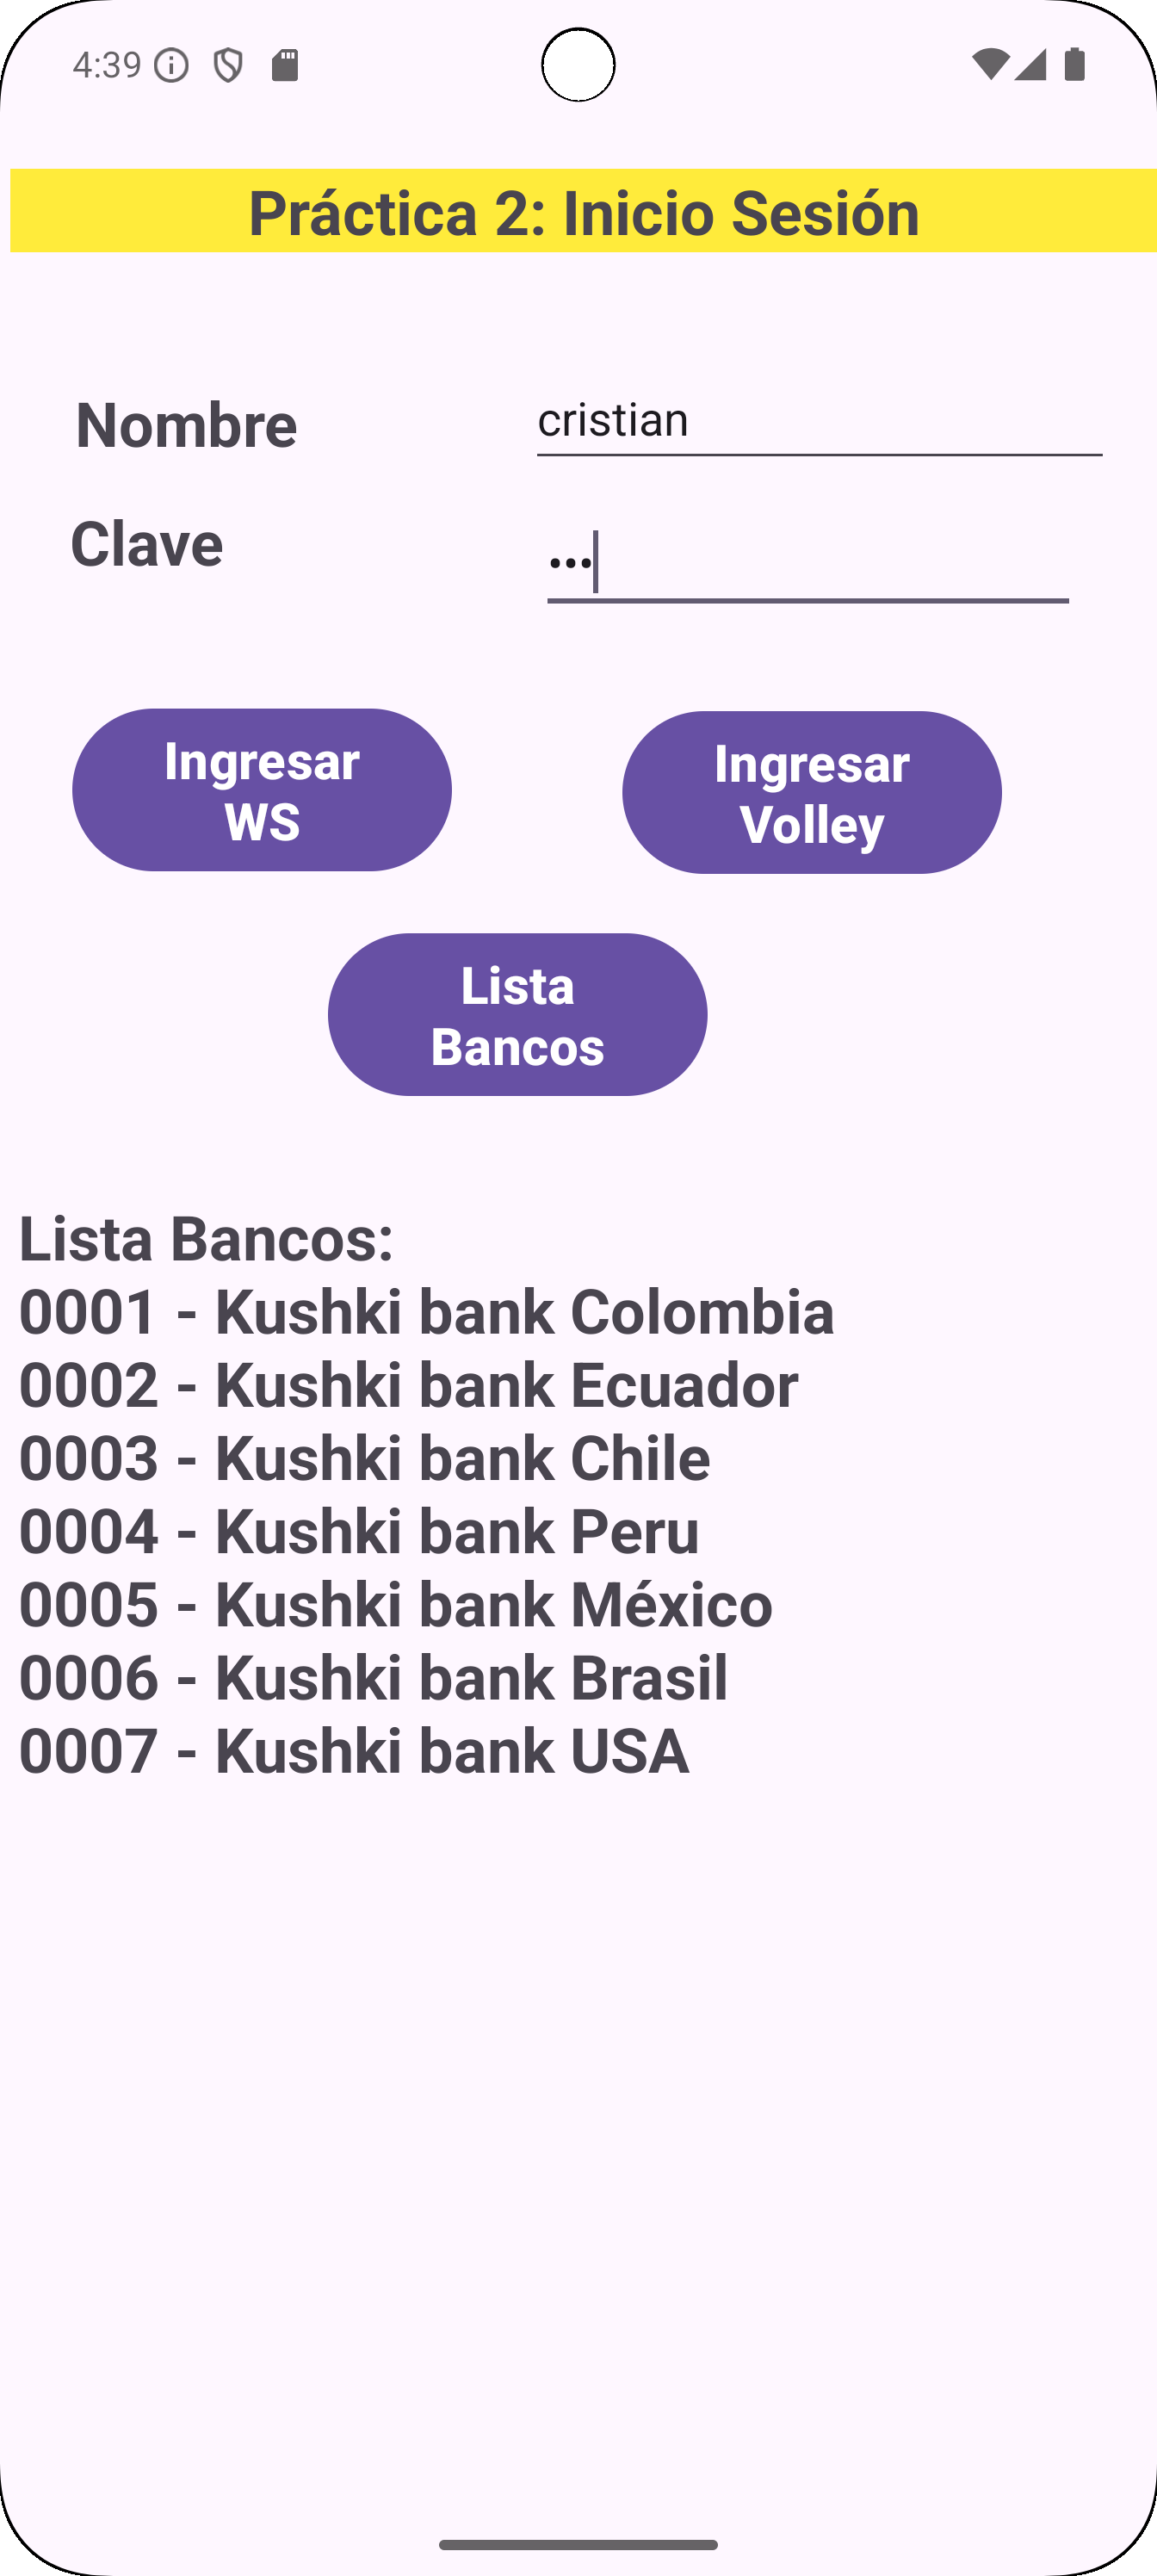 4:39
Práctica 2: Inicio Sesión
Nombre
cristian
Clave
•••
Ingresar
WS
Ingresar
Volley
Lista
Bancos
Lista Bancos:
0001 - Kushki bank Colombia
0002 - Kushki bank Ecuador
0003 - Kushki bank Chile
0004 - Kushki bank Peru
0005 - Kushki bank México
0006 - Kushki bank Brasil
0007 - Kushki bank USA